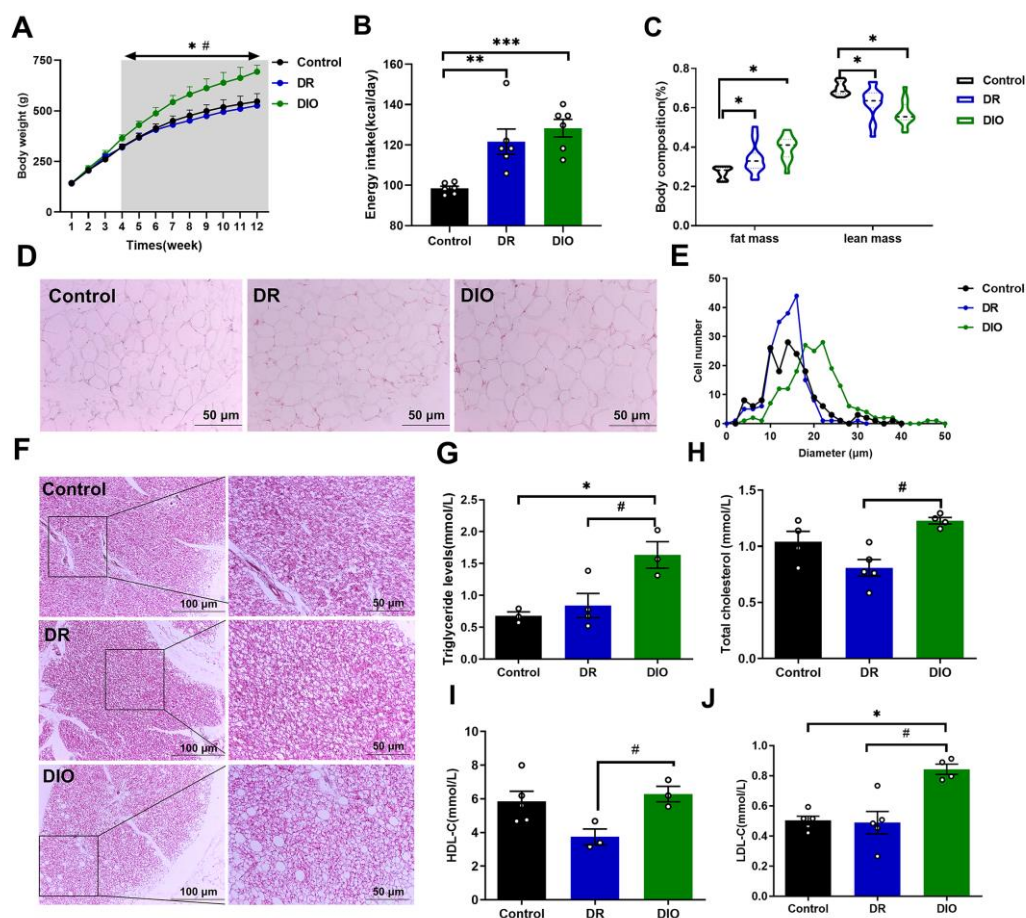 A
* #
Body weight (g)
750
500
250
0
1 2 3 4 5 6 7 8 9 10 11 12
Times(week)
Control
DR
DIO
B
***
**
Energy intake(kcal/day)
160
140
120
100
80
Control DR DIO
C
*
*
*
*
Body composition(%)
0.8
0.6
0.4
0.2
0.0
fat mass lean mass
Control
DR
DIO
D
Control
50 µm
DR
50 µm
DIO
50 µm
E
Cell number
50
40
30
20
10
0
0 10 20 30 40 50
Diameter (µm)
Control
DR
DIO
F
Control
100 µm
50 µm
DR
100 µm
50 µm
DIO
100 µm
50 µm
G
*
#
Triglyceride levels(mmol/L)
2.5
2.0
1.5
1.0
0.5
0.0
Control DR DIO
H
#
Total cholesterol (mmol/L)
1.5
1.0
0.5
0.0
Control DR DIO
I
#
HDL-C(mmol/L)
10
8
6
4
2
0
Control DR DIO
J
*
#
LDL-C(mmol/L)
1.0
0.8
0.6
0.4
0.2
0.0
Control DR DIO